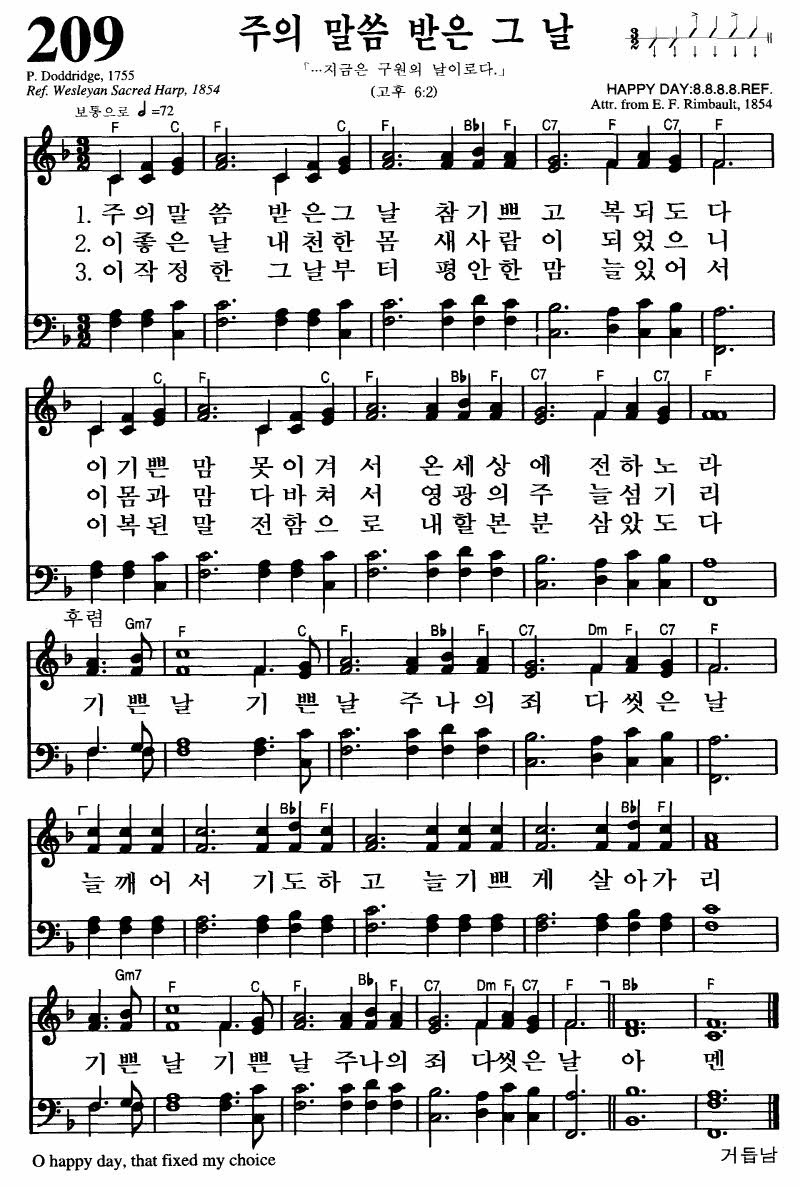 209
주의 말씀 받은 그 날
P. Doddridge, 1755
Ref. Wesleyan Sacred Harp, 1854
「…지금은 구원의 날이로다.」
(고후 6:2)
3 2
HAPPY DAY:8.8.8.8.REF.
Attr. from E. F. Rimbault, 1854
보통으로 =72
F C F C F Bb F C7 F C7 F
1. 주의말 씀 받은그 날 참기쁘 고 복되도 다
2. 이좋은 날 내천한 몸 새사람 이 되었으 니
3. 이작정 한 그날부 터 평안한 맘 늘있어 서
C F C F Bb F C7 F C7 F
이기쁜 맘 못이겨 서 온세상 에 전하노 라
이몸과 맘 다바쳐 서 영광의 주 늘섬기 리
이복된 말 전함으 로 내할본 분 삼았도 다
후렴
Gm7 F C F Bb F C7 Dm F C7 F
기 쁜 날 기 쁜 날 주나의 죄 다씻은 날
F Bb F Bb F
늘깨어서 기도하고 늘기쁘게 살아가리
Gm7 F C F Bb F C7 Dm F C7 F Bb F
기 쁜 날 기 쁜 날 주나의 죄 다씻은 날 아 멘
O happy day, that fixed my choice
거듭남